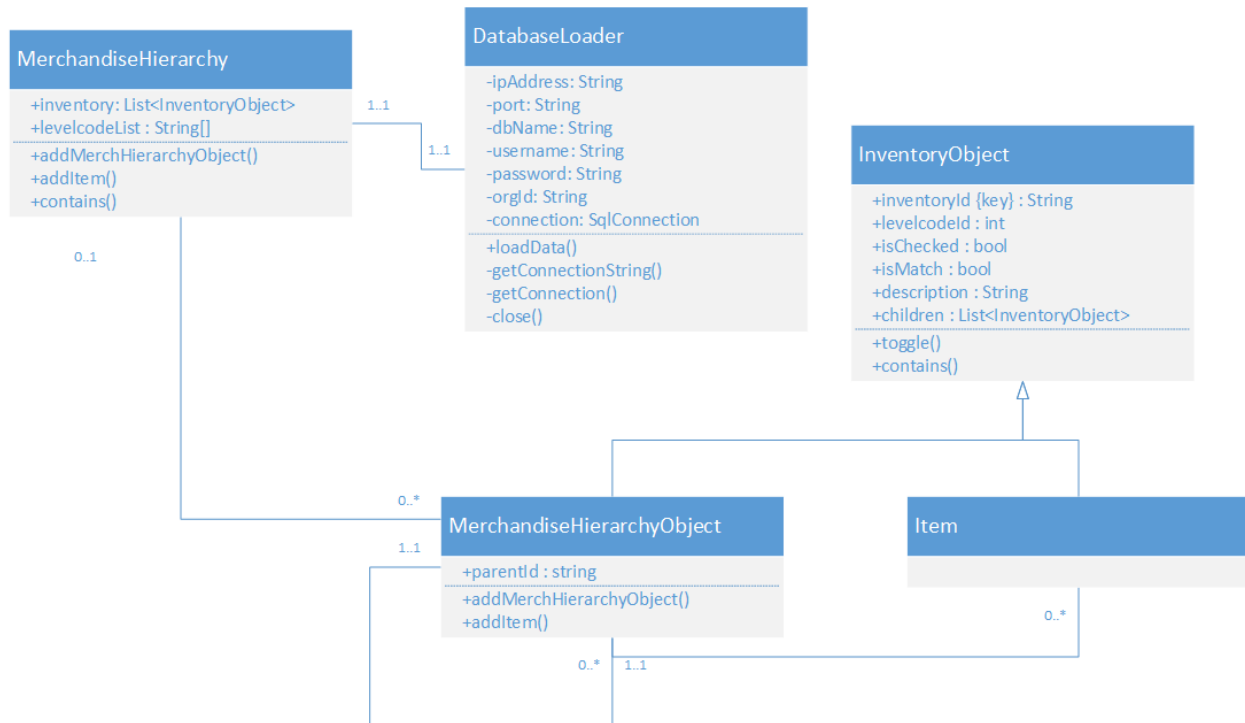 MerchandiseHierarchy
+inventory: List<InventoryObject>
+levelcodeList : String[]
+addMerchHierarchyObject()
+addItem()
+contains()
1..1
1..1
0..1
DatabaseLoader
-ipAddress: String
-port: String
-dbName: String
-username: String
-password: String
-orgId: String
-connection: SqlConnection
+loadData()
-getConnectionString()
-getConnection()
-close()
InventoryObject
+inventoryId {key} : String
+levelcodeId : int
+isChecked : bool
+isMatch : bool
+description : String
+children : List<InventoryObject>
+toggle()
+contains()
0..*
1..1
MerchandiseHierarchyObject
+parentId : string
+addMerchHierarchyObject()
+addItem()
0..*
1..1
Item
0..*